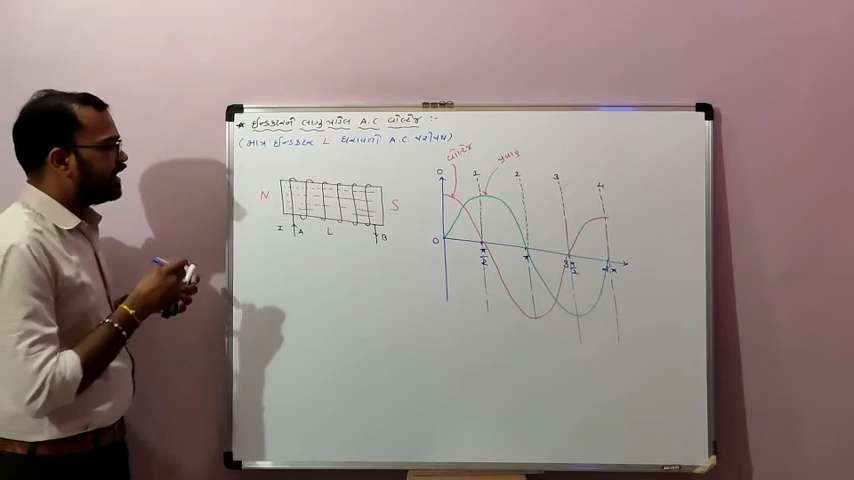 * ઈન્ડક્ટરને લાગુ પાડેલ A.C. વોલ્ટેજ :-
(માત્ર ઈન્ડક્ટર L ધરાવતો A.C. પરીપથ)
વોલ્ટેજ
પ્રવાહ
0 1 2 3 4
N S
I A L B
0 π/2 π 3π/2 2π